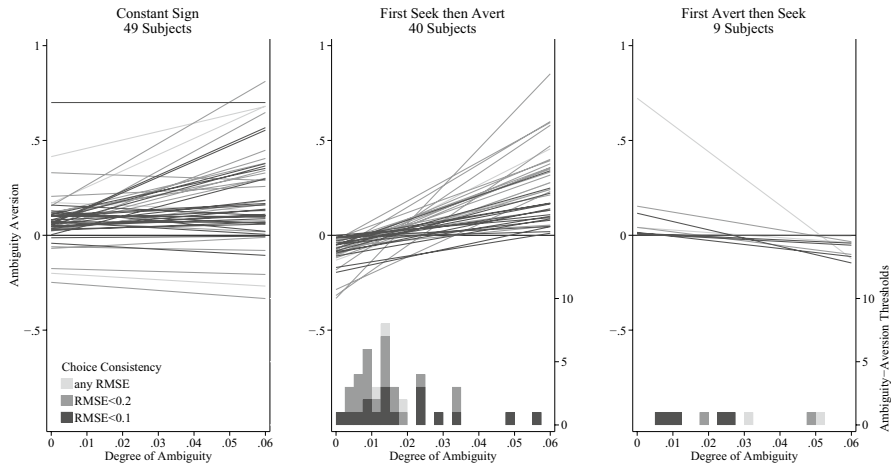 Constant Sign
49 Subjects
First Seek then Avert
40 Subjects
First Avert then Seek
9 Subjects
Ambiguity Aversion
1
.5
0
−.5
Choice Consistency
any RMSE
RMSE<0.2
RMSE<0.1
0
.01
.02
.03
.04
.05
.06
Degree of Ambiguity
1
.5
0
−.5
10
5
0
0
.01
.02
.03
.04
.05
.06
Degree of Ambiguity
1
.5
0
−.5
10
5
0
0
.01
.02
.03
.04
.05
.06
Degree of Ambiguity
Ambiguity−Aversion Thresholds